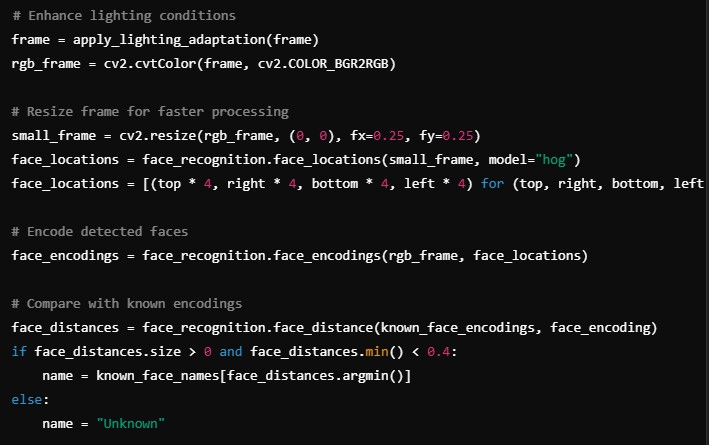 # Enhance lighting conditions
frame = apply_lighting_adaptation(frame)
rgb_frame = cv2.cvtColor(frame, cv2.COLOR_BGR2RGB)
# Resize frame for faster processing
small_frame = cv2.resize(rgb_frame, (0, 0), fx=0.25, fy=0.25)
face_locations = face_recognition.face_locations(small_frame, model="hog")
face_locations = [(top * 4, right * 4, bottom * 4, left * 4) for (top, right, bottom, left
# Encode detected faces
face_encodings = face_recognition.face_encodings(rgb_frame, face_locations)
# Compare with known encodings
face_distances = face_recognition.face_distance(known_face_encodings, face_encoding)
if face_distances.size > 0 and face_distances.min() < 0.4:
    name = known_face_names[face_distances.argmin()]
else:
    name = "Unknown"